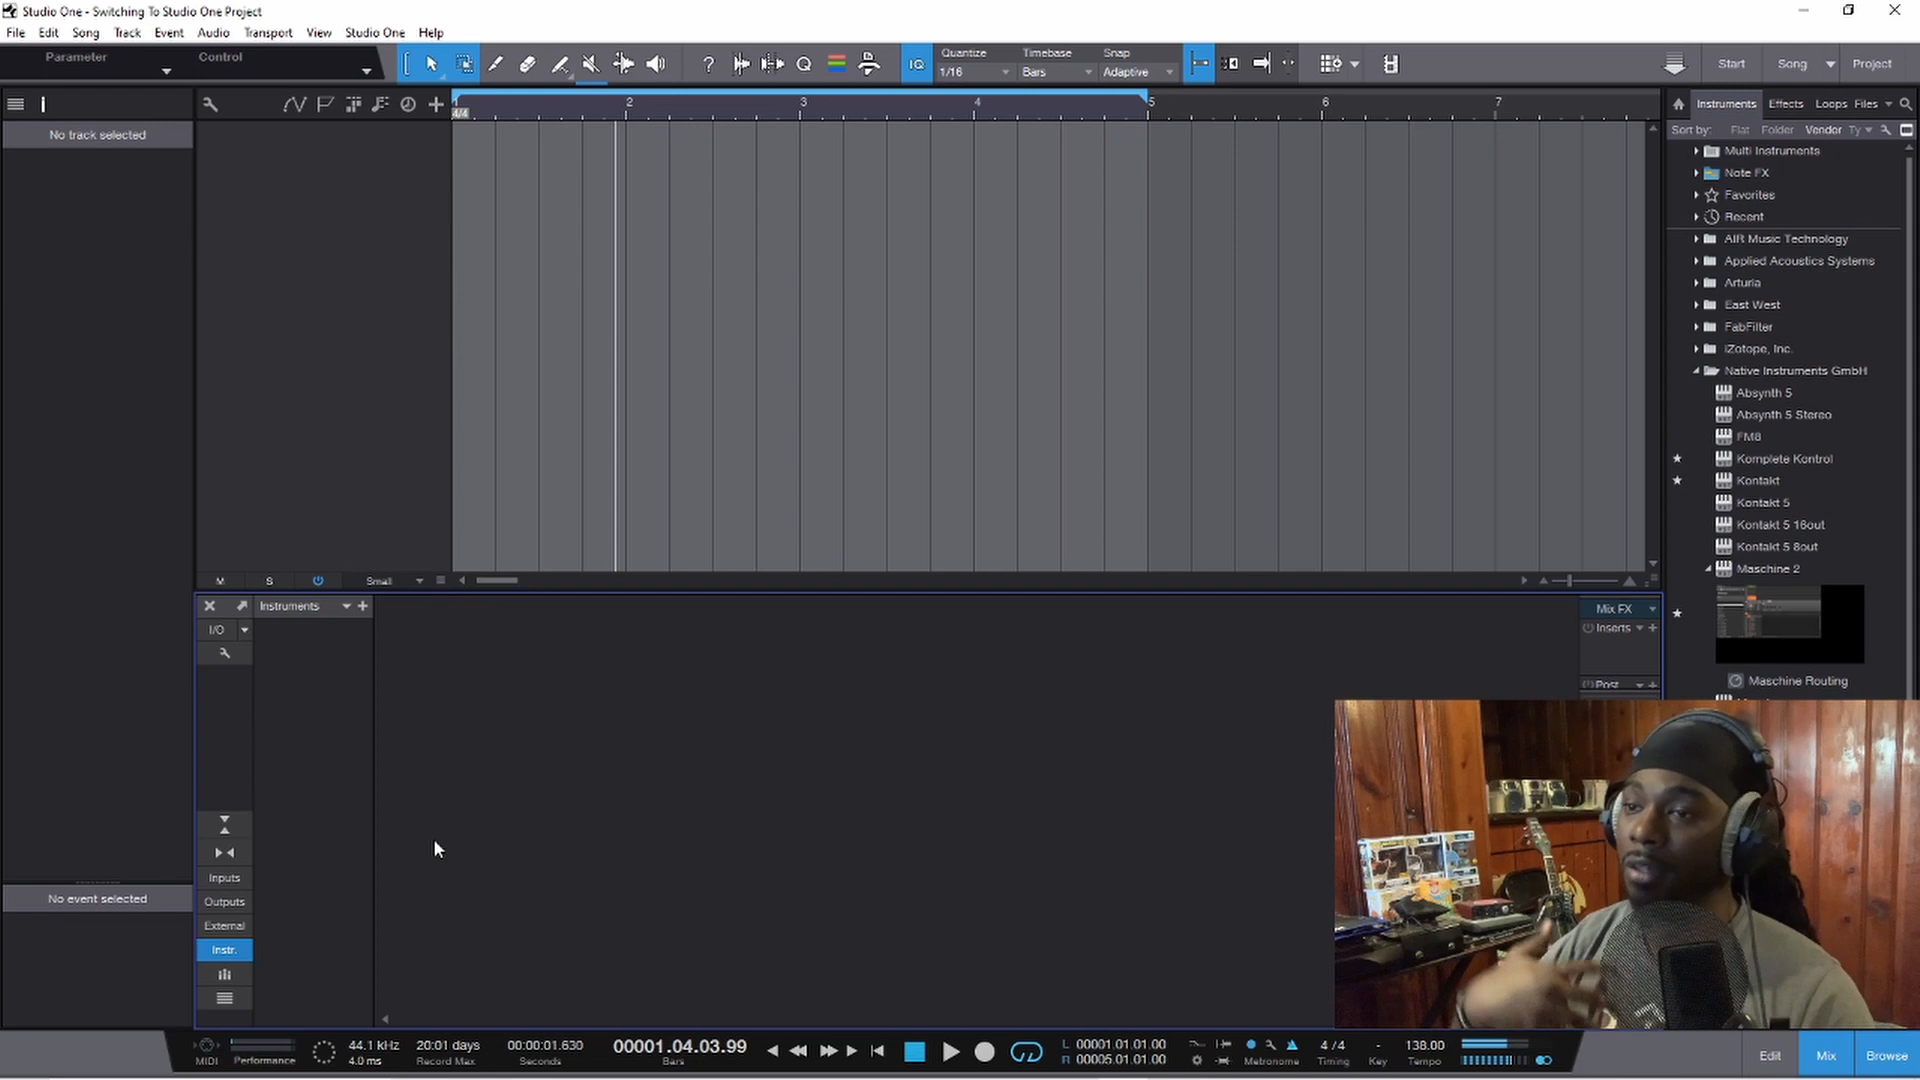 Studio One - Switching To Studio One Project
File Edit Song Track Event Audio Transport View Studio One Help
Parameter
Control
Quantize Timebase Snap
IQ
1/16 Bars Adaptive
Start Song Project
No track selected
1 2 3 4 5 6 7
4/4
Instruments Effects Loops Files
Sort by: Flat Folder Vendor Ty
Multi Instruments
Note FX
Favorites
Recent
AIR Music Technology
Applied Acoustics Systems
Arturia
East West
FabFilter
iZotope, Inc.
Native Instruments GmbH
Absynth 5
Absynth 5 Stereo
FM8
Komplete Kontrol
Kontakt
Kontakt 5
Kontakt 5 16out
Kontakt 5 8out
Maschine 2
Maschine Routing
M S Small
Instruments
I/O
Mix FX
Inserts
Post
Inputs
Outputs
External
Instr.
No event selected
MIDI
Performance
44.1 kHz
4.0 ms
20:01 days
Record Max
00:00:01.630
Seconds
00001.04.03.99
Bars
L 00001.01.01.00
R 00005.01.01.00
Metronome
4 / 4
Timing
-
Key
138.00
Tempo
Edit Mix Browse